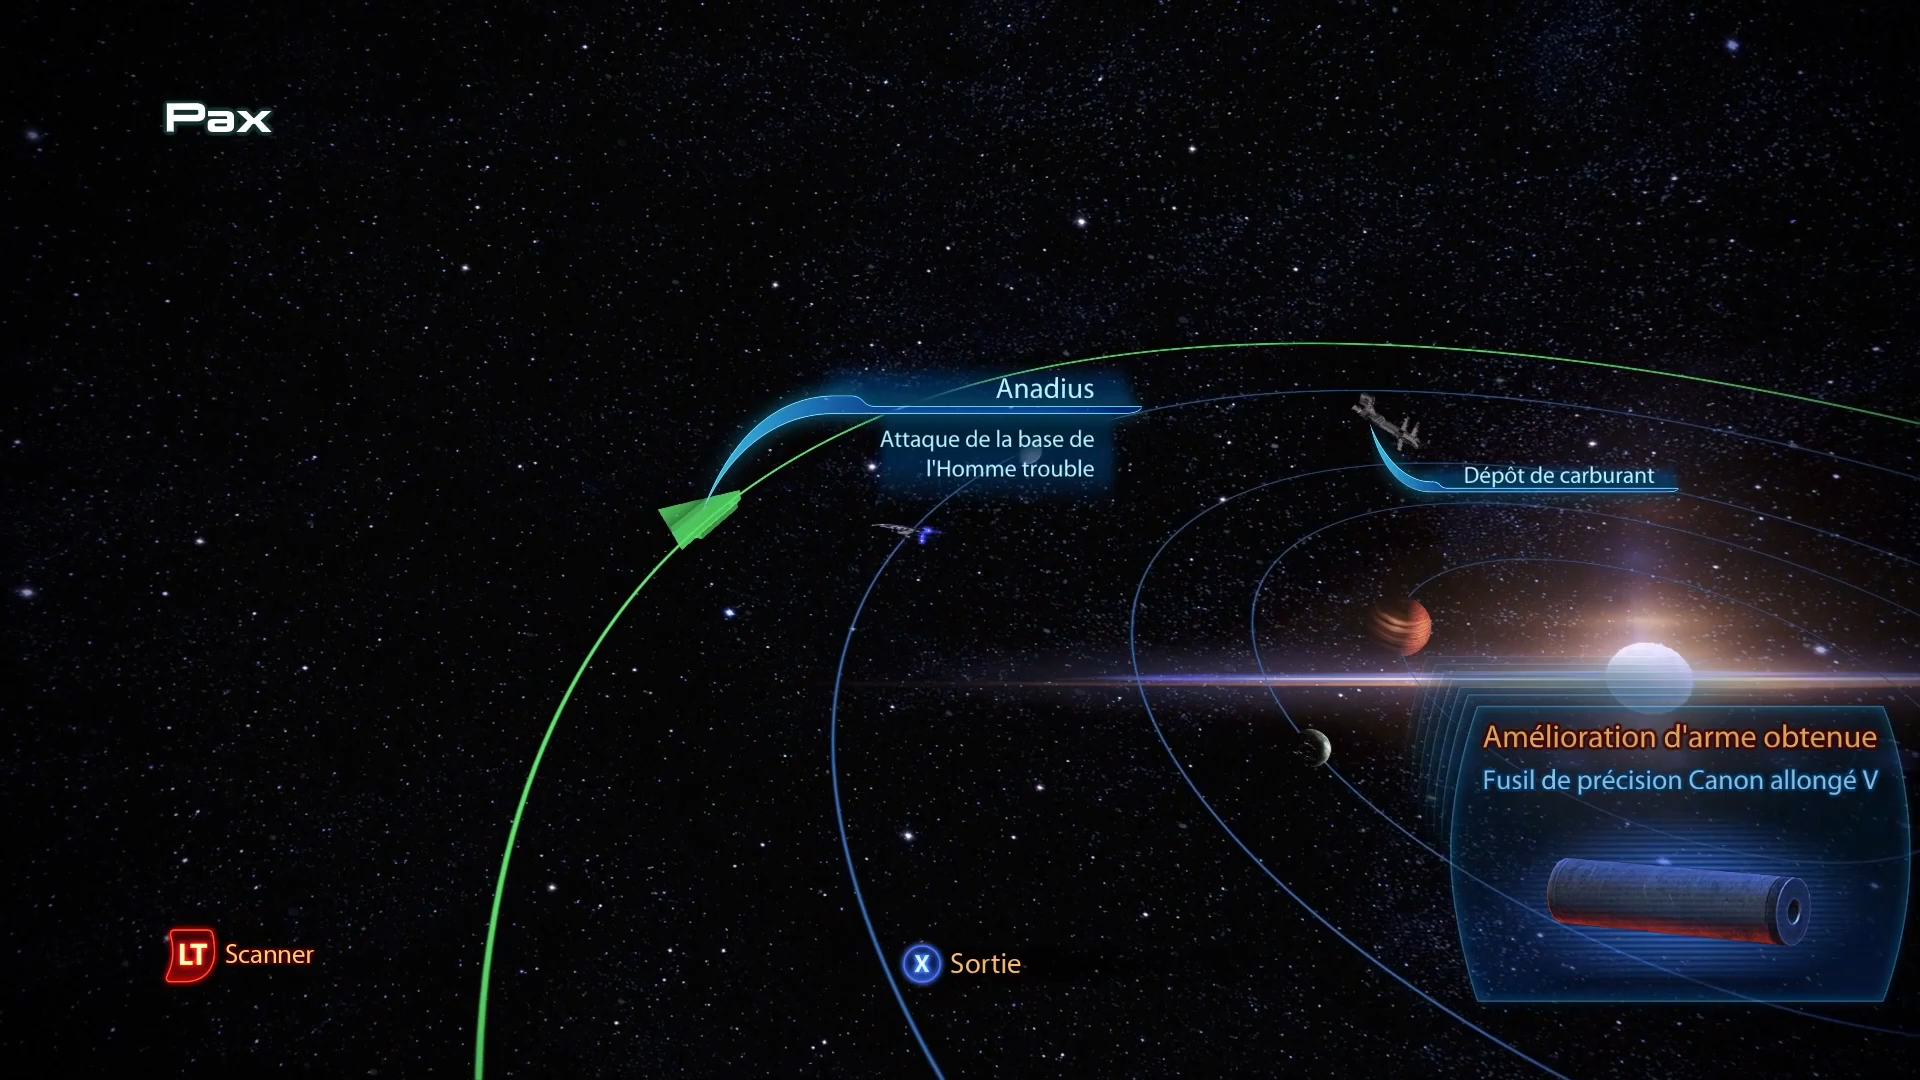 Pax
Anadius
Attaque de la base de
l'Homme trouble
Dépôt de carburant
Amélioration d'arme obtenue
Fusil de précision Canon allongé V
LT Scanner
X Sortie